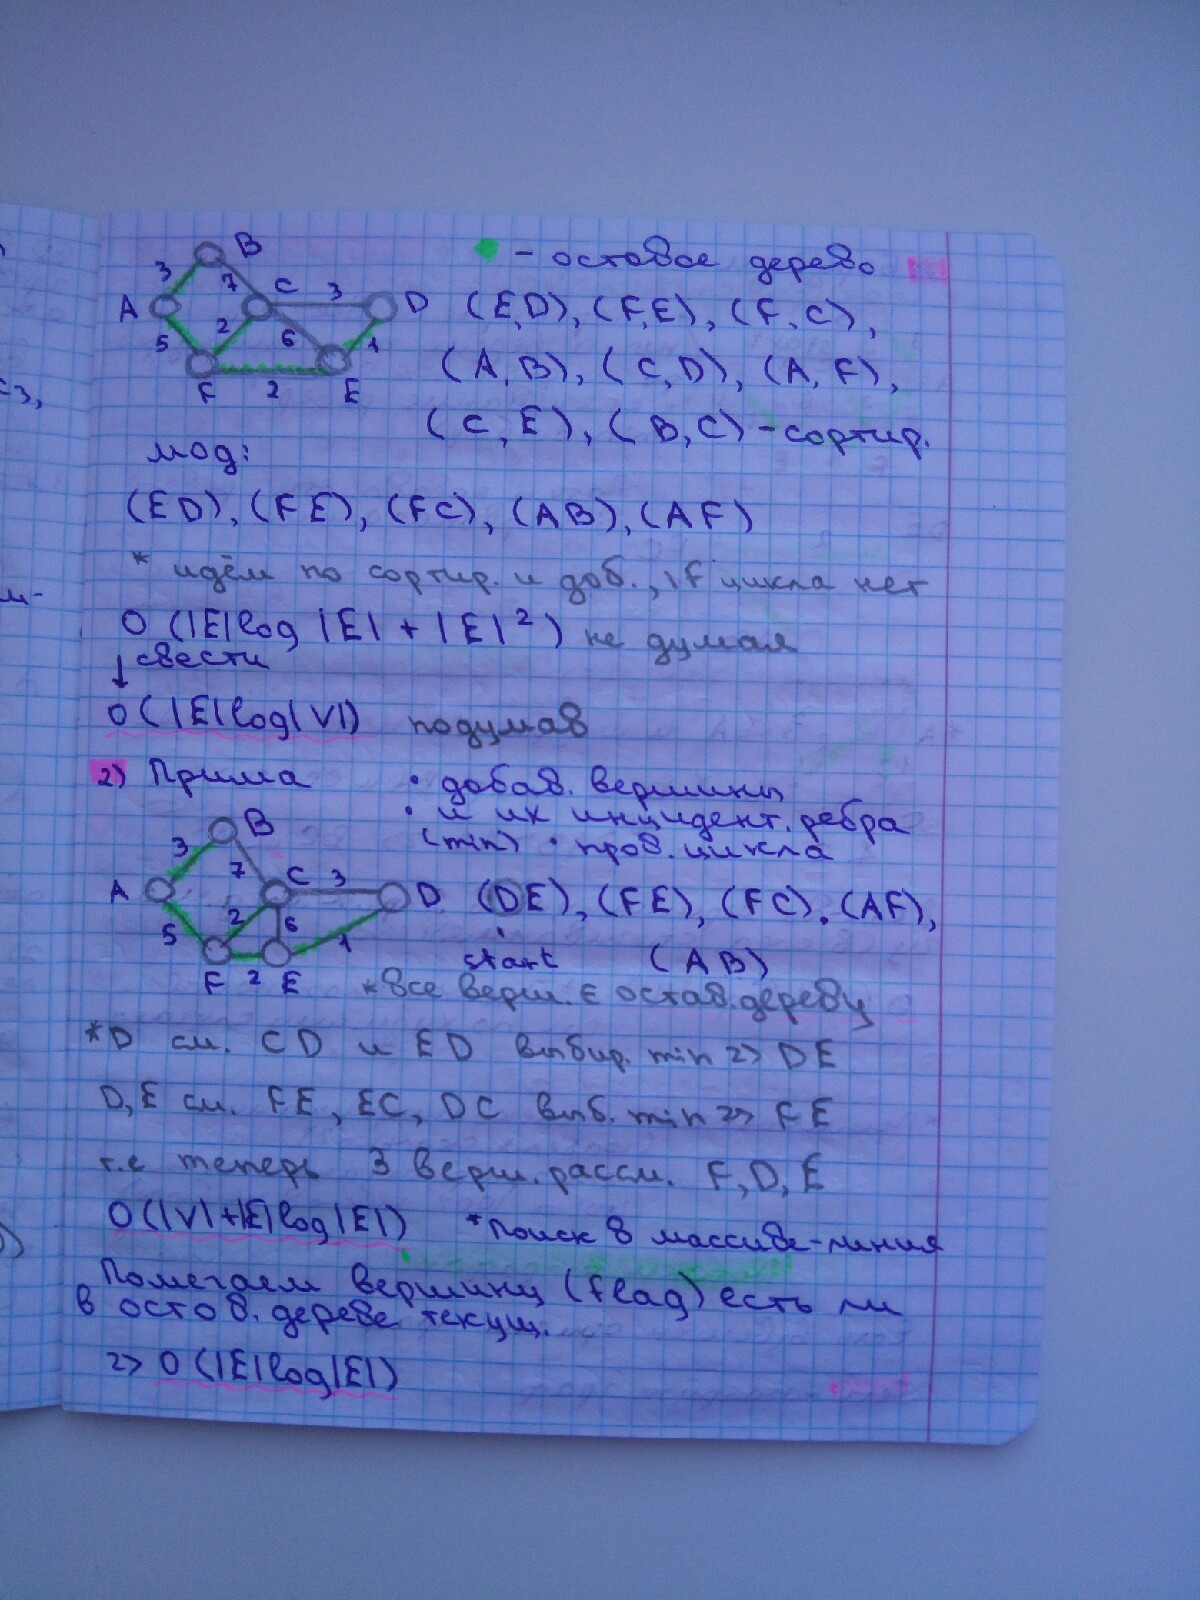 B
3 7 C 3
A D
5 2 6 1
F 2 E
- остовое дерево
(E,D), (F,E), (F,C),
(A,B), (C,D), (A,F),
(C,E), (B,C) - сортир.
мод:
(ED), (FE), (FC), (AB), (AF)
* идём по сортир. и доб., if цикла нет
O (|E|log |E| + |E|²) не думая
↓ свести
O(|E|log|V|) подумав
2) Прима • добав. вершины
• и их инцидент. ребра
(min) • пров. цикла
B
3 7 C 3
A D
5 2 6 1
F 2 E
(DE), (FE), (FC), (AF),
start (AB)
*все верш. ∈ остов. дереву
*D см. CD и ED выбир. min => DE
D,E см. FE, EC, DC выб. min => FE
т.е теперь 3 верш. рассм. F, D, E
O(|V|+|E|log|E|) *поиск в массиве-линия
Помечаем вершины (flag) есть ли
в остов. дереве текущ.
=> O(|E|log|E|)